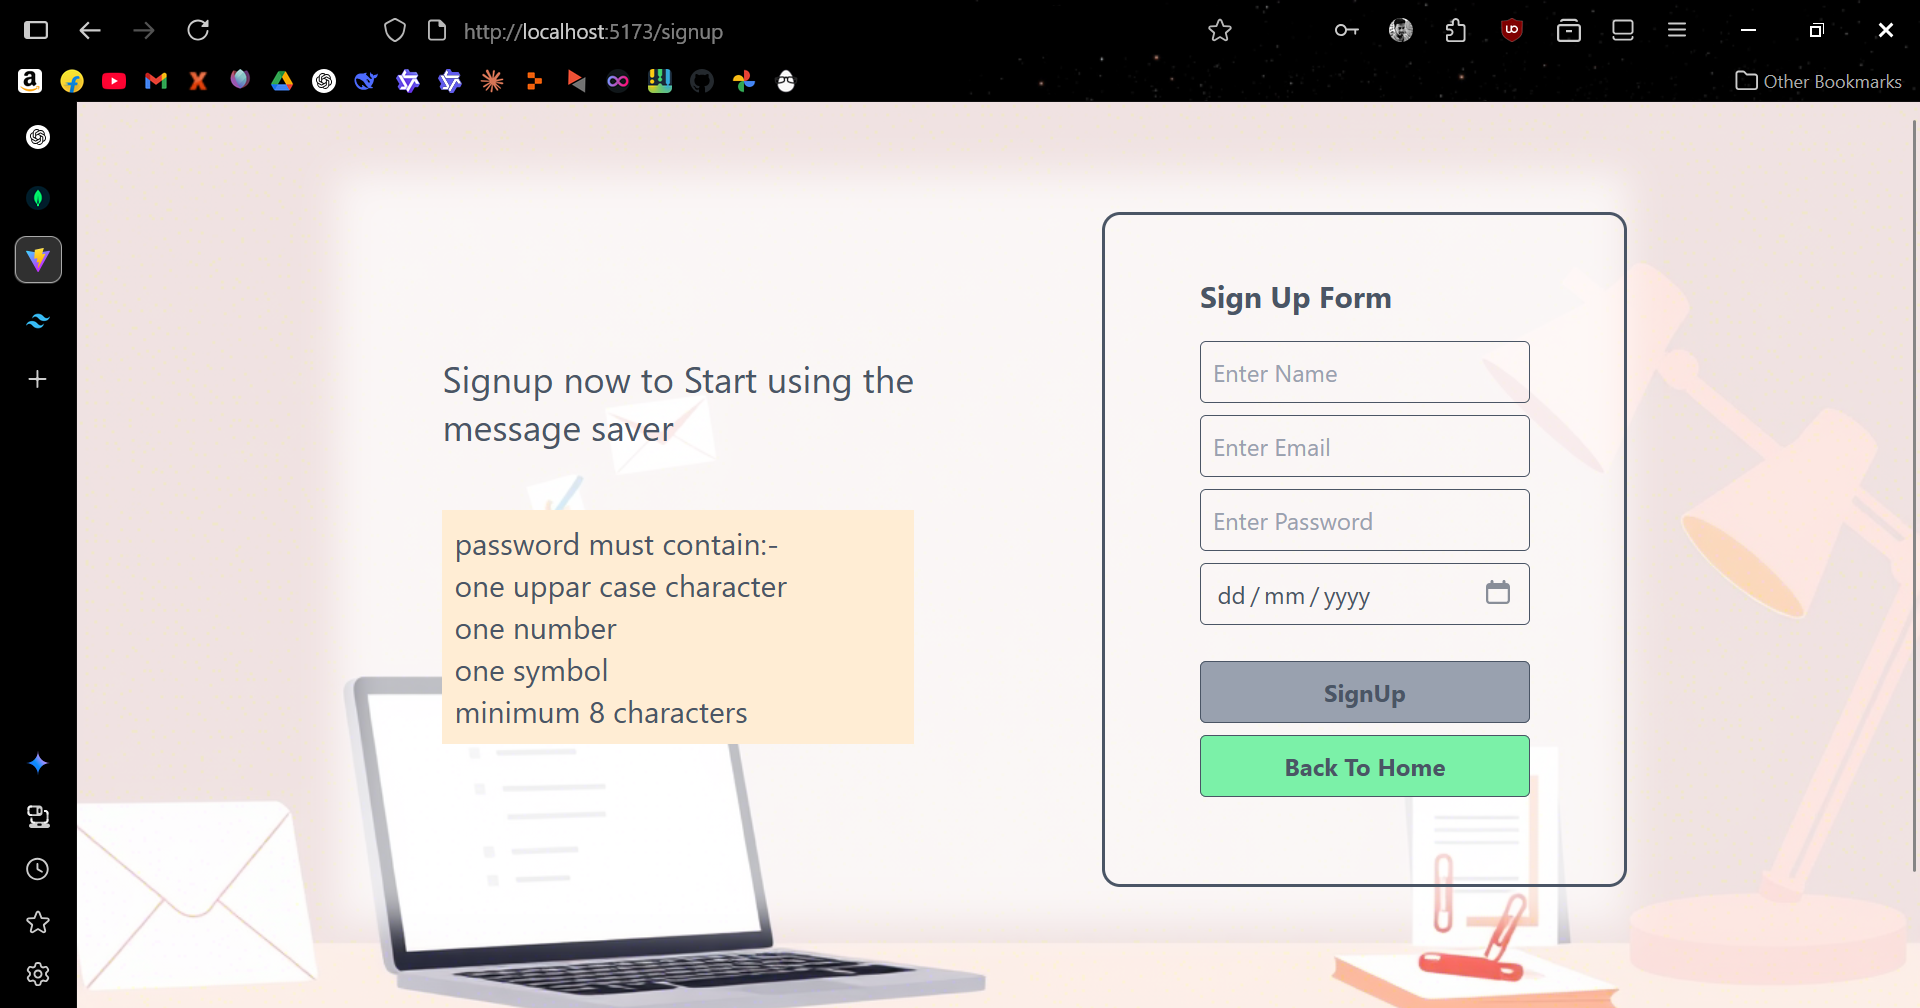 http://localhost:5173/signup
Other Bookmarks
Signup now to Start using the
message saver
password must contain:-
one uppar case character
one number
one symbol
minimum 8 characters
Sign Up Form
Enter Name
Enter Email
Enter Password
dd/mm/yyyy
SignUp
Back To Home